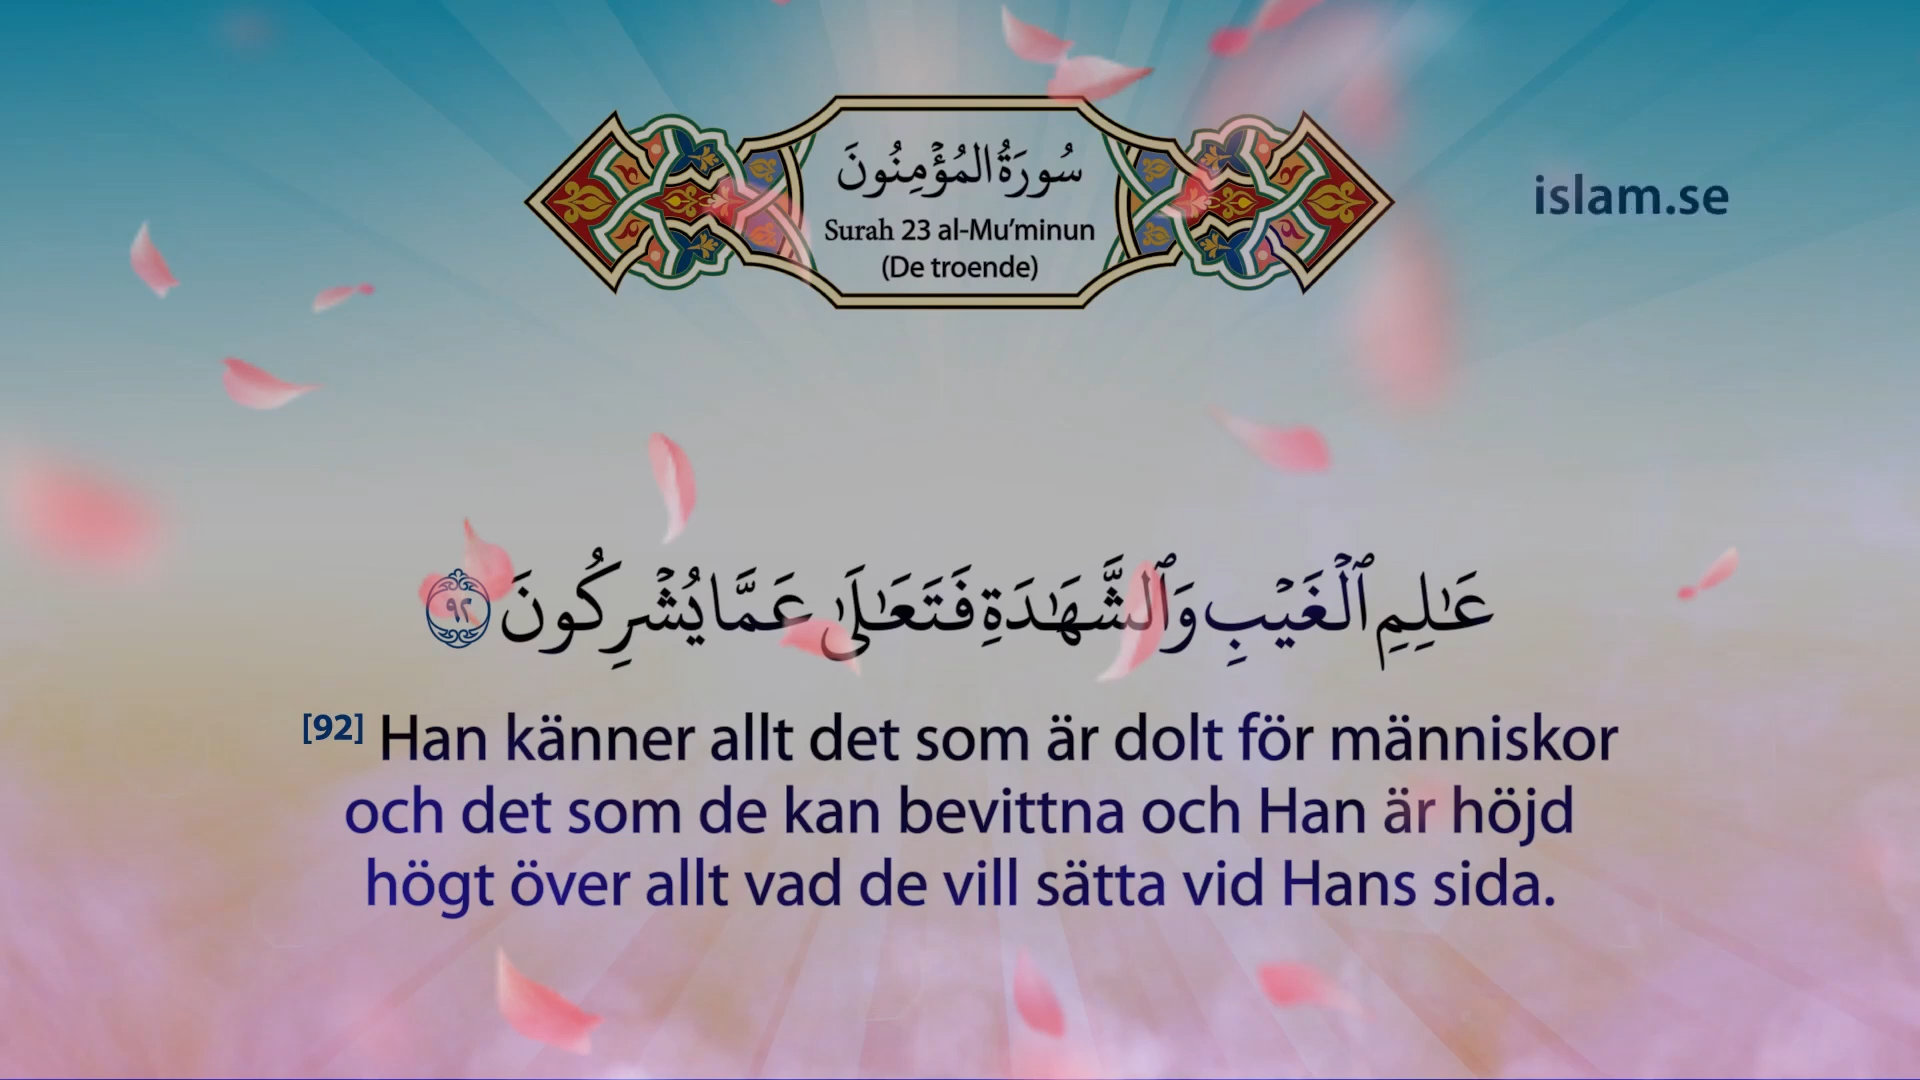 سُورَةُ المُؤْمِنُونَ
Surah 23 al-Mu’minun
(De troende)
islam.se
عَـٰلِمِ ٱلْغَيْبِ وَٱلشَّهَـٰدَةِ فَتَعَـٰلَىٰ عَمَّا يُشْرِكُونَ ٩٢
[92] Han känner allt det som är dolt för människor
och det som de kan bevittna och Han är höjd
högt över allt vad de vill sätta vid Hans sida.